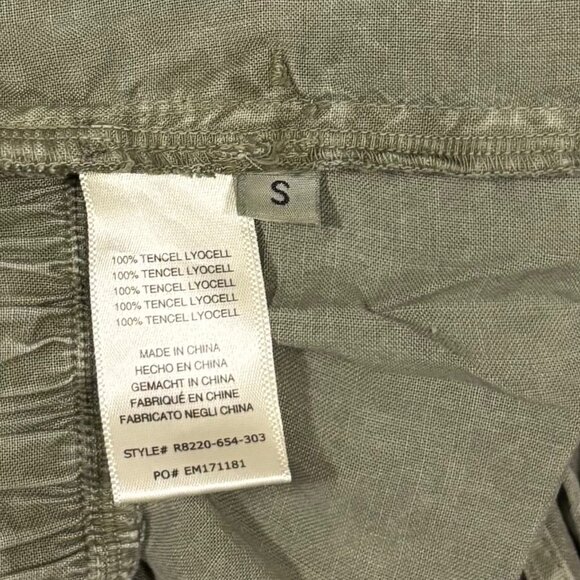 S
100% TENCEL LYOCELL
100% TENCEL LYOCELL
100% TENCEL LYOCELL
100% TENCEL LYOCELL
100% TENCEL LYOCELL
MADE IN CHINA
HECHO EN CHINA
GEMACHT IN CHINA
FABRIQUÉ EN CHINE
FABRICATO NEGLI CHINA
STYLE# R8220-654-303
PO# EM171181